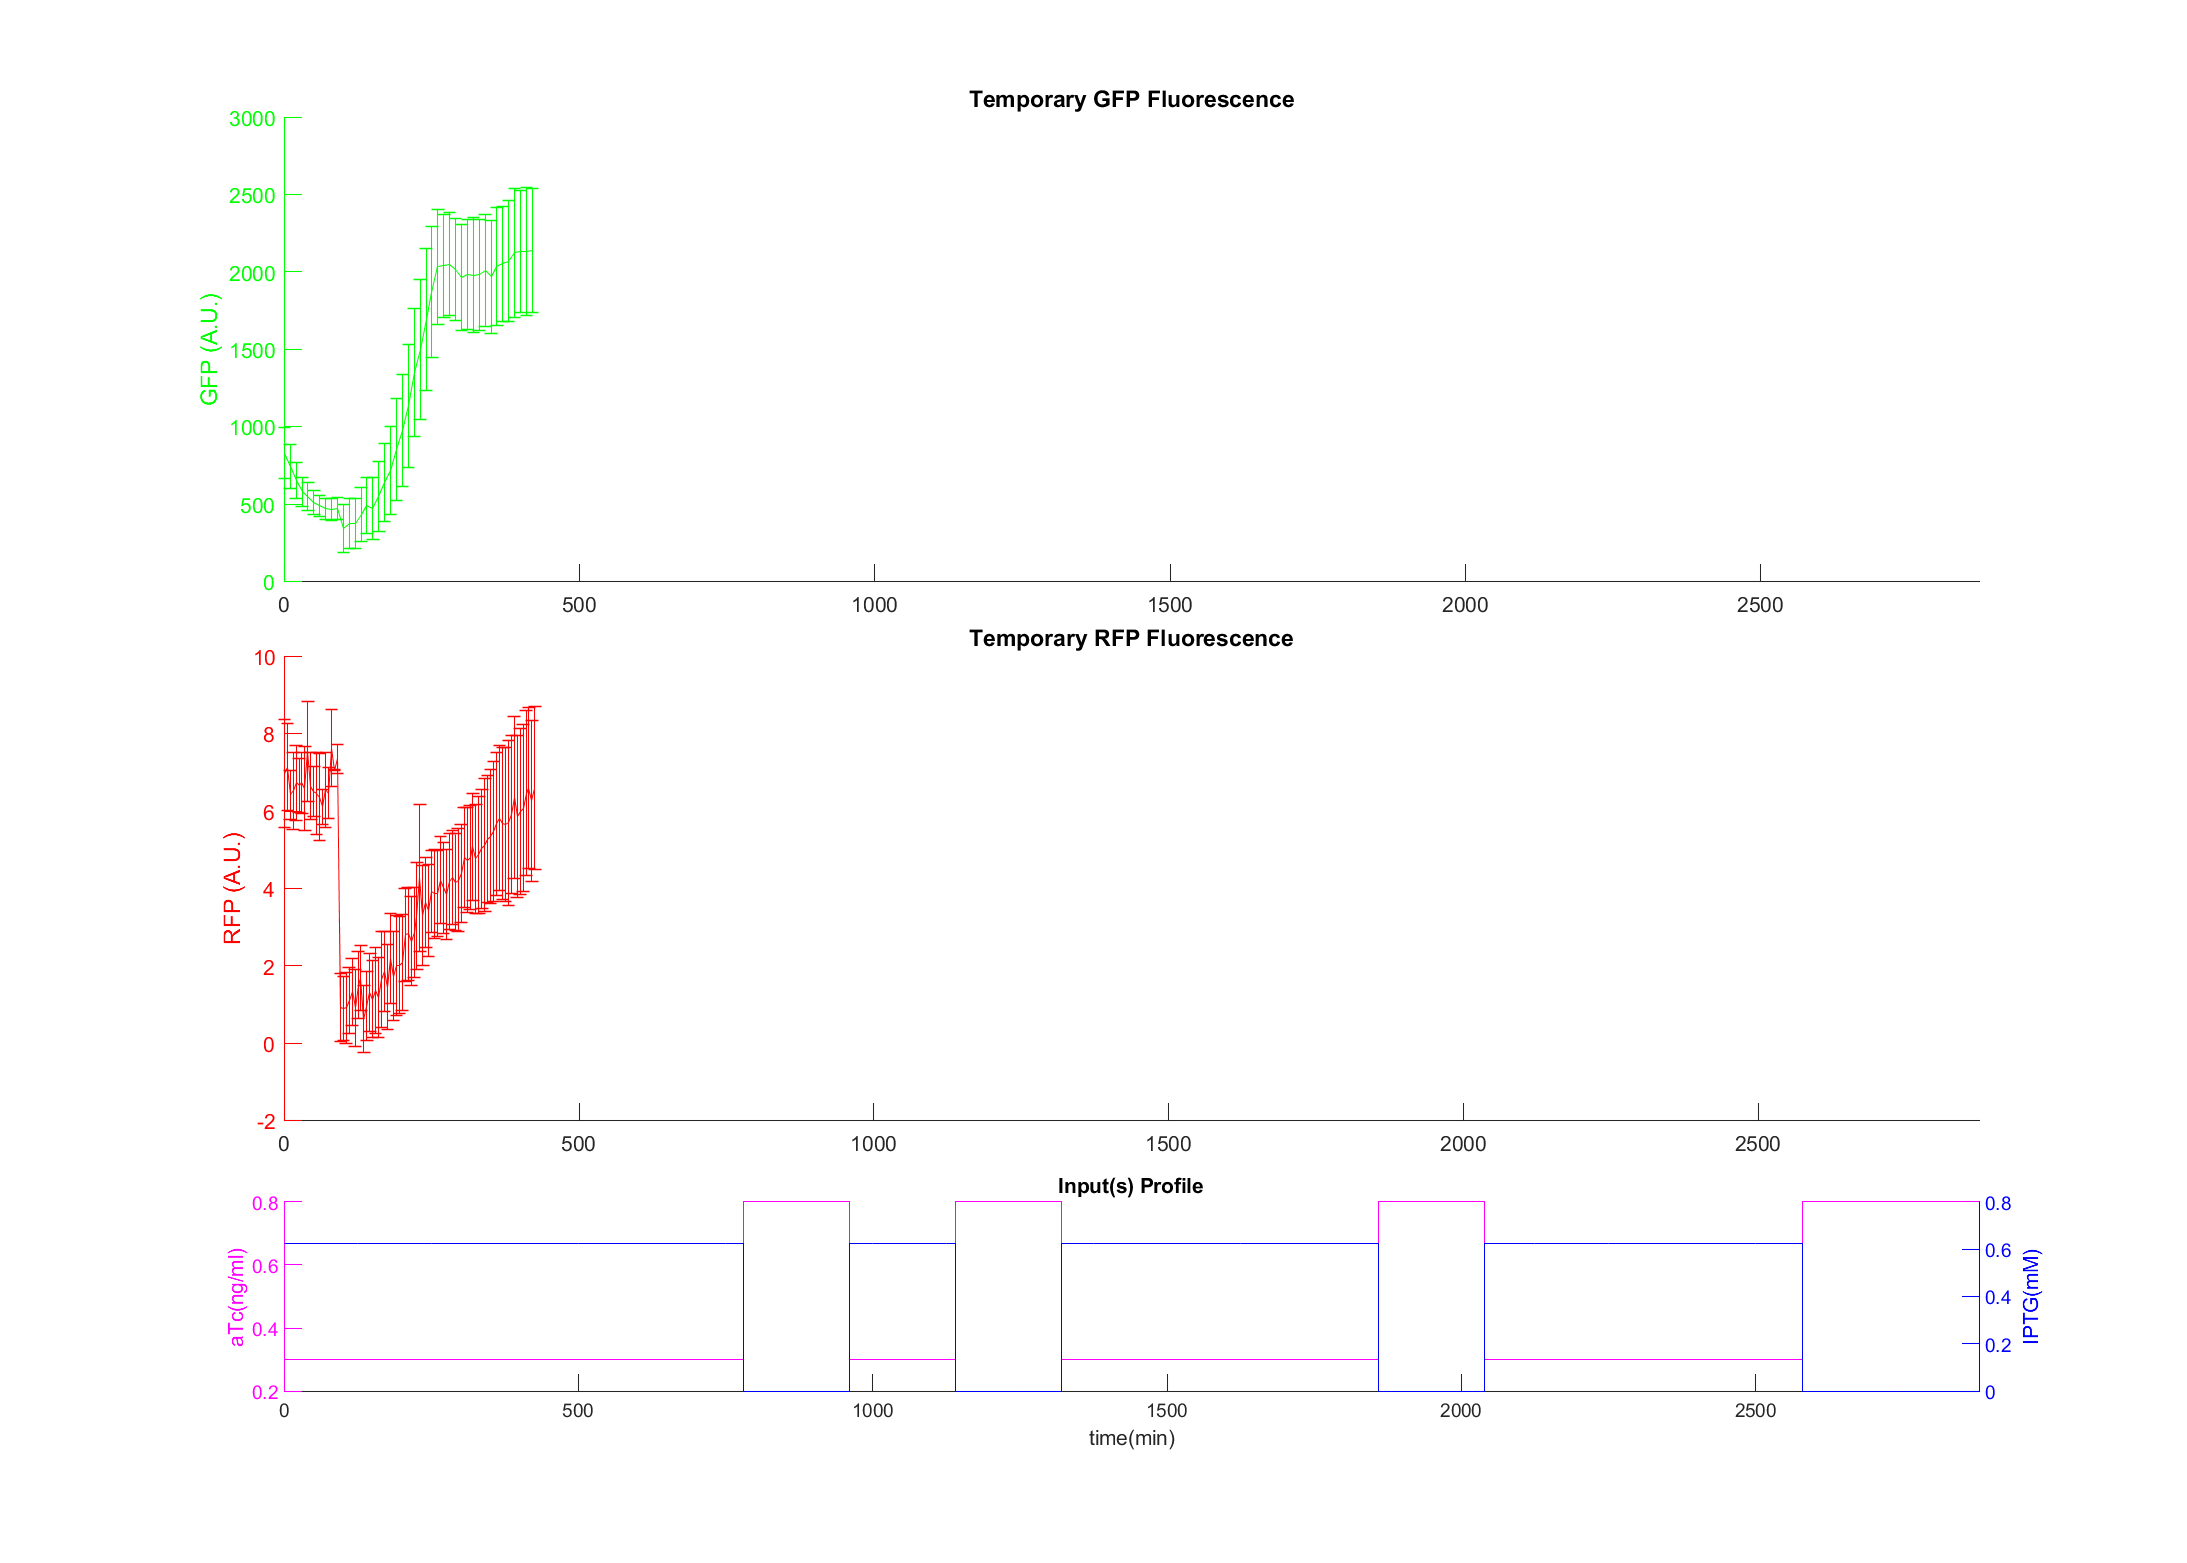 Temporary GFP Fluorescence
3000
2500
2000
1500
1000
500
0
GFP (A.U.)
0 500 1000 1500 2000 2500
Temporary RFP Fluorescence
10
8
6
4
2
0
-2
RFP (A.U.)
0 500 1000 1500 2000 2500
Input(s) Profile
0.8
0.6
0.4
0.2
aTc(ng/ml)
0.8
0.6
0.4
0.2
0
IPTG(mM)
0 500 1000 1500 2000 2500
time(min)